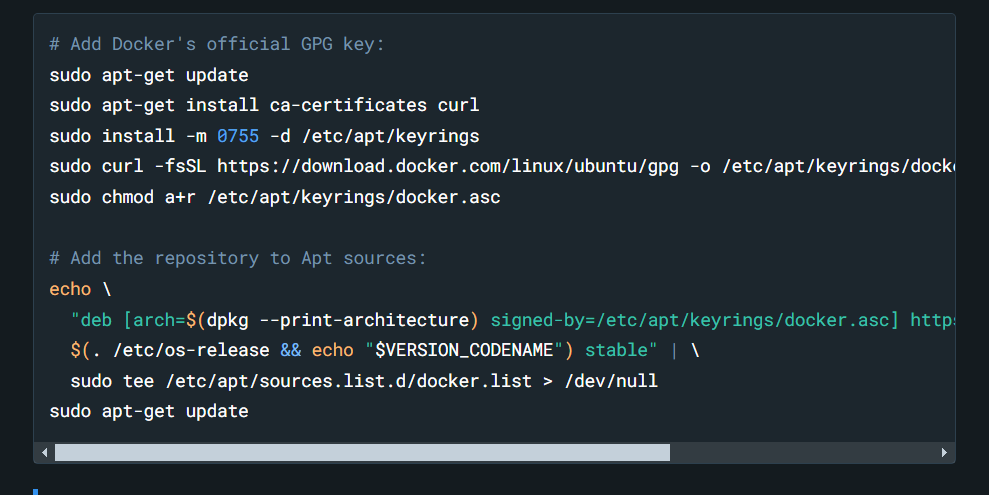 # Add Docker's official GPG key:
sudo apt-get update
sudo apt-get install ca-certificates curl
sudo install -m 0755 -d /etc/apt/keyrings
sudo curl -fsSL https://download.docker.com/linux/ubuntu/gpg -o /etc/apt/keyrings/dock
sudo chmod a+r /etc/apt/keyrings/docker.asc
# Add the repository to Apt sources:
echo \
"deb [arch=$(dpkg --print-architecture) signed-by=/etc/apt/keyrings/docker.asc] http
$(. /etc/os-release && echo "$VERSION_CODENAME") stable" | \
sudo tee /etc/apt/sources.list.d/docker.list > /dev/null
sudo apt-get update